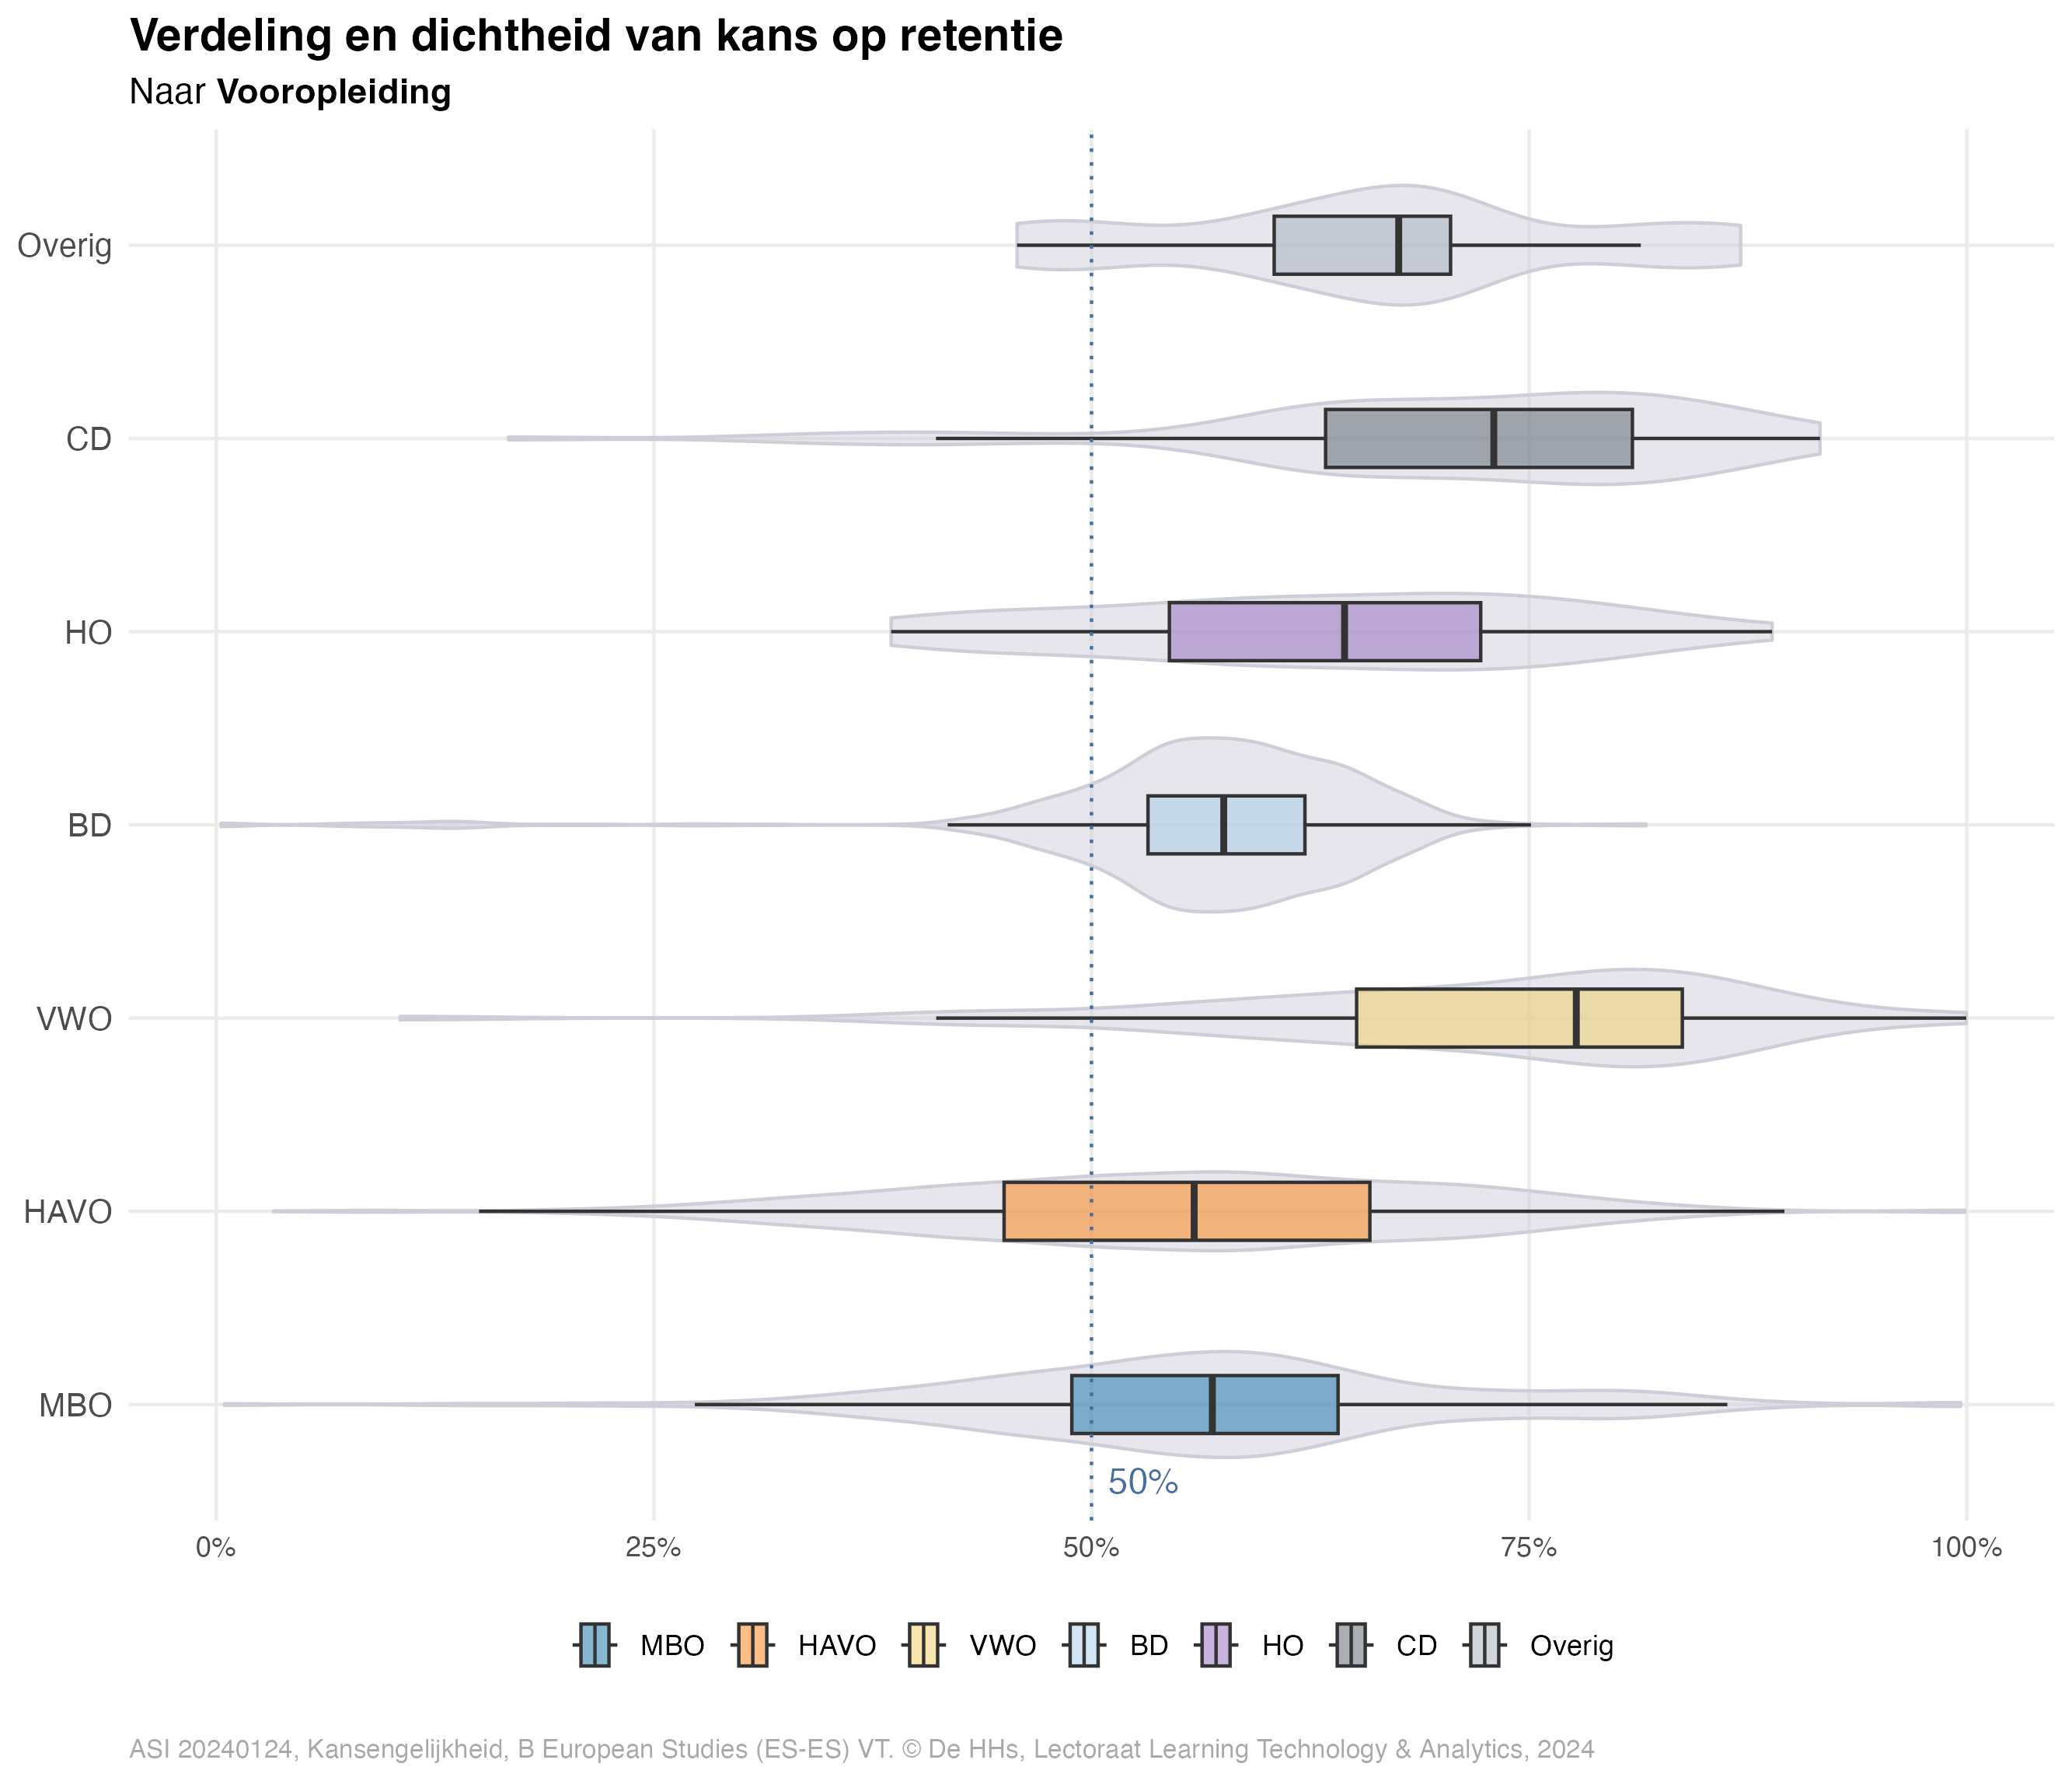 Verdeling en dichtheid van kans op retentie
Naar Vooropleiding
Overig
CD
HO
BD
VWO
HAVO
MBO
50%
0% 25% 50% 75% 100%
MBO HAVO VWO BD HO CD Overig
ASI 20240124, Kansengelijkheid, B European Studies (ES-ES) VT. © De HHs, Lectoraat Learning Technology & Analytics, 2024